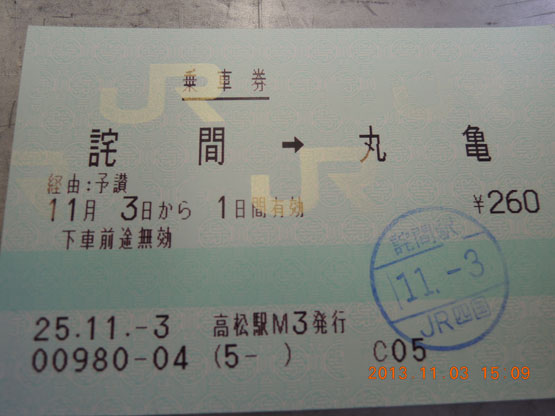 乗車券
詫間 → 丸亀
経由:予讃
11月 3日から 1日間有効 ¥260
下車前途無効
詫間駅
11.-3
JR四国
25.11.-3 高松駅M3発行
00980-04 (5- ) C05
2013.11.03 15:09
JR
JR